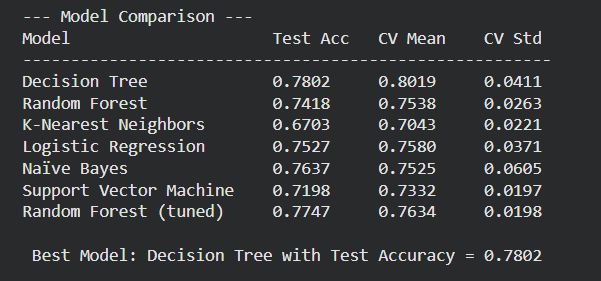 --- Model Comparison ---
Model Test Acc CV Mean CV Std
------------------------------------------------------
Decision Tree 0.7802 0.8019 0.0411
Random Forest 0.7418 0.7538 0.0263
K-Nearest Neighbors 0.6703 0.7043 0.0221
Logistic Regression 0.7527 0.7580 0.0371
Naïve Bayes 0.7637 0.7525 0.0605
Support Vector Machine 0.7198 0.7332 0.0197
Random Forest (tuned) 0.7747 0.7634 0.0198
Best Model: Decision Tree with Test Accuracy = 0.7802